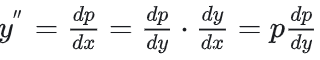 y'' = dp/dx = dp/dy · dy/dx = p dp/dy